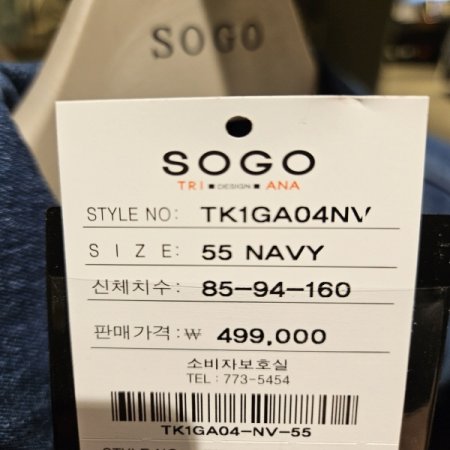 SOGO
SOGO
TRI ■ DESIGN ■ ANA
STYLE NO: TK1GA04NV
SIZE: 55 NAVY
신체치수: 85-94-160
판매가격:₩ 499,000
소비자보호실
TEL: 773-5454
TK1GA04-NV-55